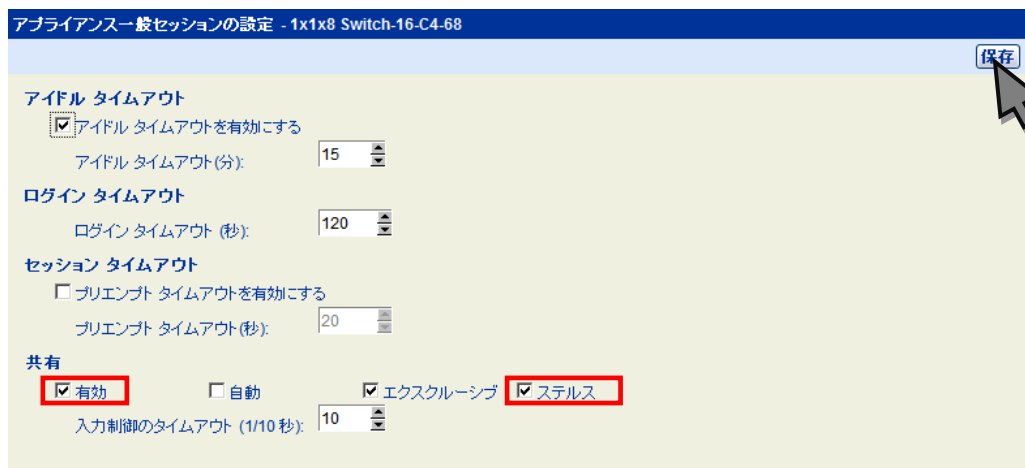 アプライアンス一般セッションの設定 - 1x1x8 Switch-16-C4-68
保存
アイドル タイムアウト
アイドル タイムアウトを有効にする
アイドル タイムアウト(分): 15
ログイン タイムアウト
ログイン タイムアウト (秒): 120
セッション タイムアウト
プリエンプト タイムアウトを有効にする
プリエンプト タイムアウト(秒): 20
共有
有効 自動 エクスクルーシブ ステルス
入力制御のタイムアウト (1/10 秒): 10